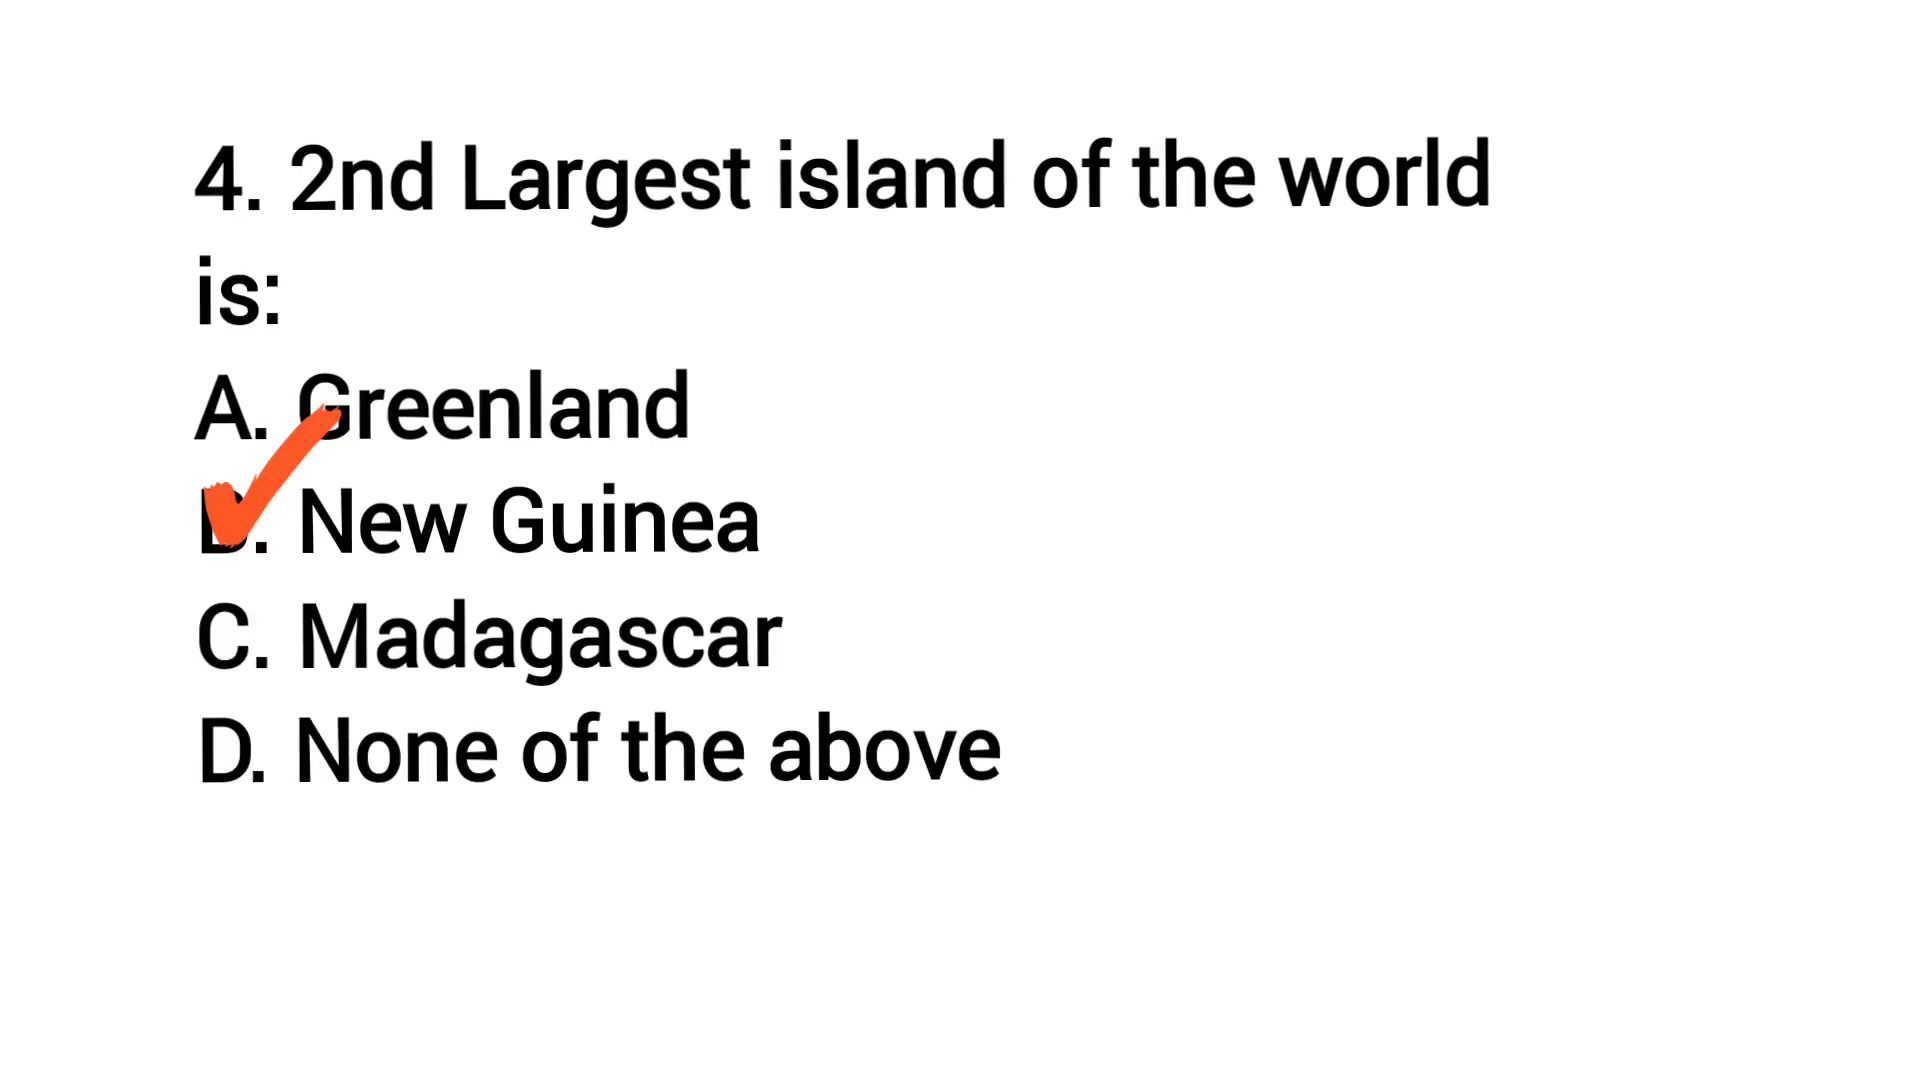 4. 2nd Largest island of the world
is:
A. Greenland
B. New Guinea
C. Madagascar
D. None of the above